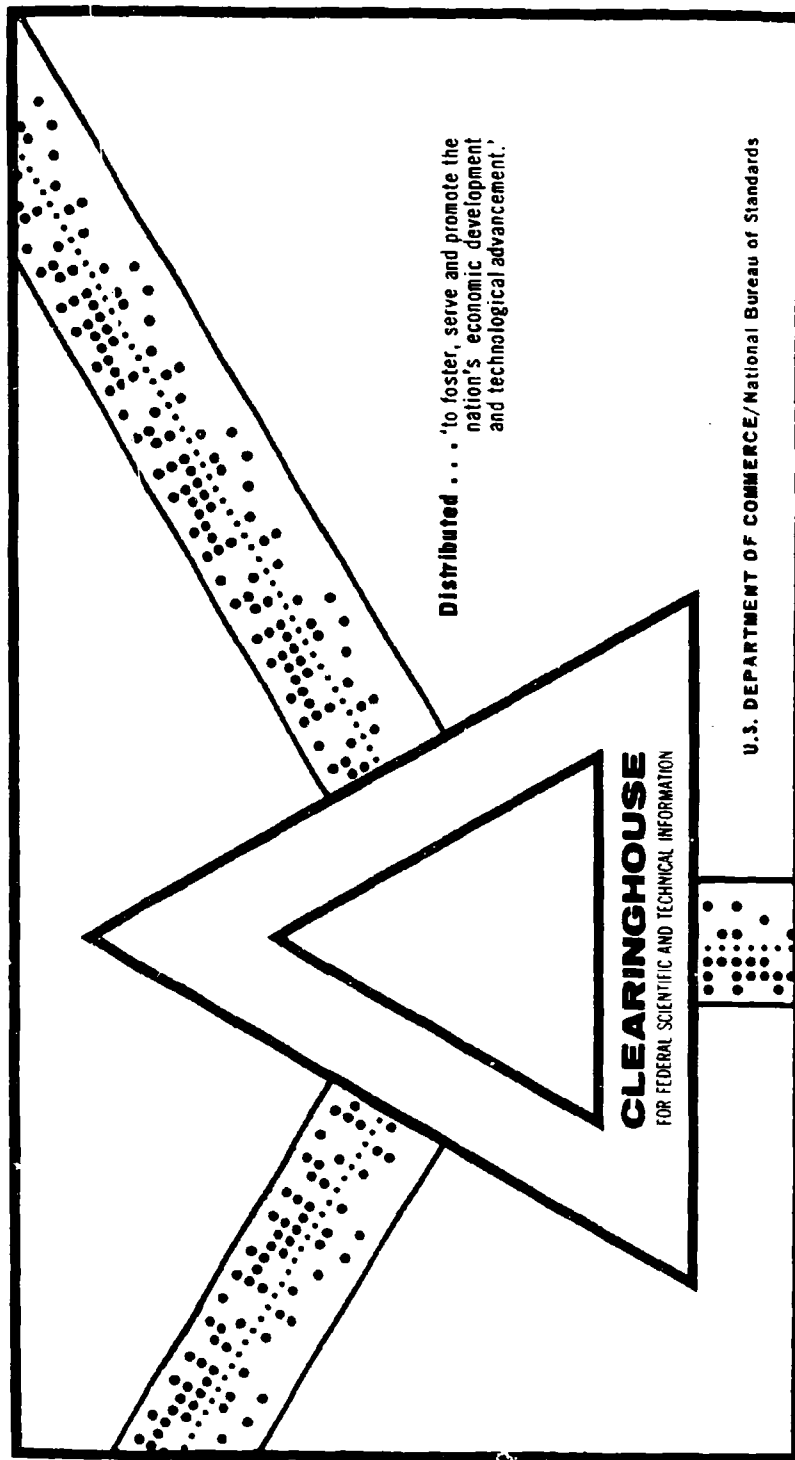 Distributed . . . 'to foster, serve and promote the
nation's economic development
and technological advancement.'
CLEARINGHOUSE
FOR FEDERAL SCIENTIFIC AND TECHNICAL INFORMATION
U.S. DEPARTMENT OF COMMERCE/National Bureau of Standards